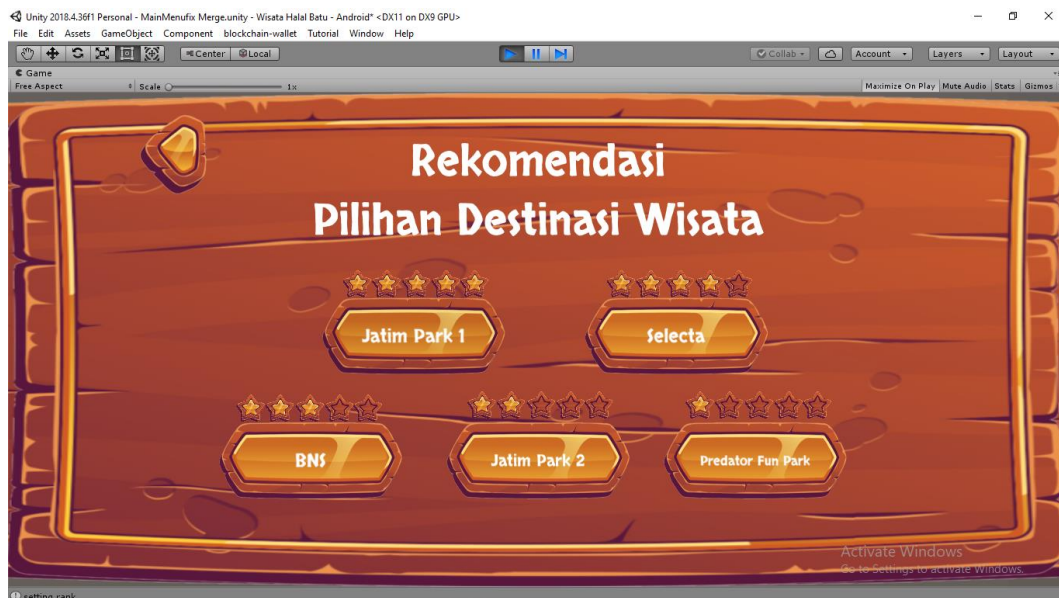 Unity 2018.4.36f1 Personal - MainMenufix Merge.unity - Wisata Halal Batu - Android* <DX11 on DX9 GPU>
File Edit Assets GameObject Component blockchain-wallet Tutorial Window Help
Center Local Collab Account Layers Layout
Game
Free Aspect Scale 1x Maximize On Play Mute Audio Stats Gizmos
Rekomendasi
Pilihan Destinasi Wisata
Jatim Park 1 Selecta
BNS Jatim Park 2 Predator Fun Park
Activate Windows
Go to Settings to activate Windows.
setting rank